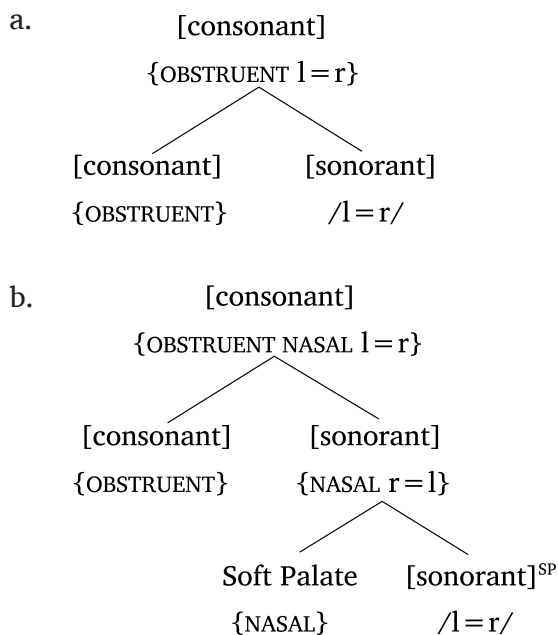 a.
[consonant]
{OBSTRUENT l=r}
[consonant] [sonorant]
{OBSTRUENT} /l=r/
b.
[consonant]
{OBSTRUENT NASAL l=r}
[consonant] [sonorant]
{OBSTRUENT} {NASAL r=l}
Soft Palate [sonorant]ˢᴾ
{NASAL} /l=r/